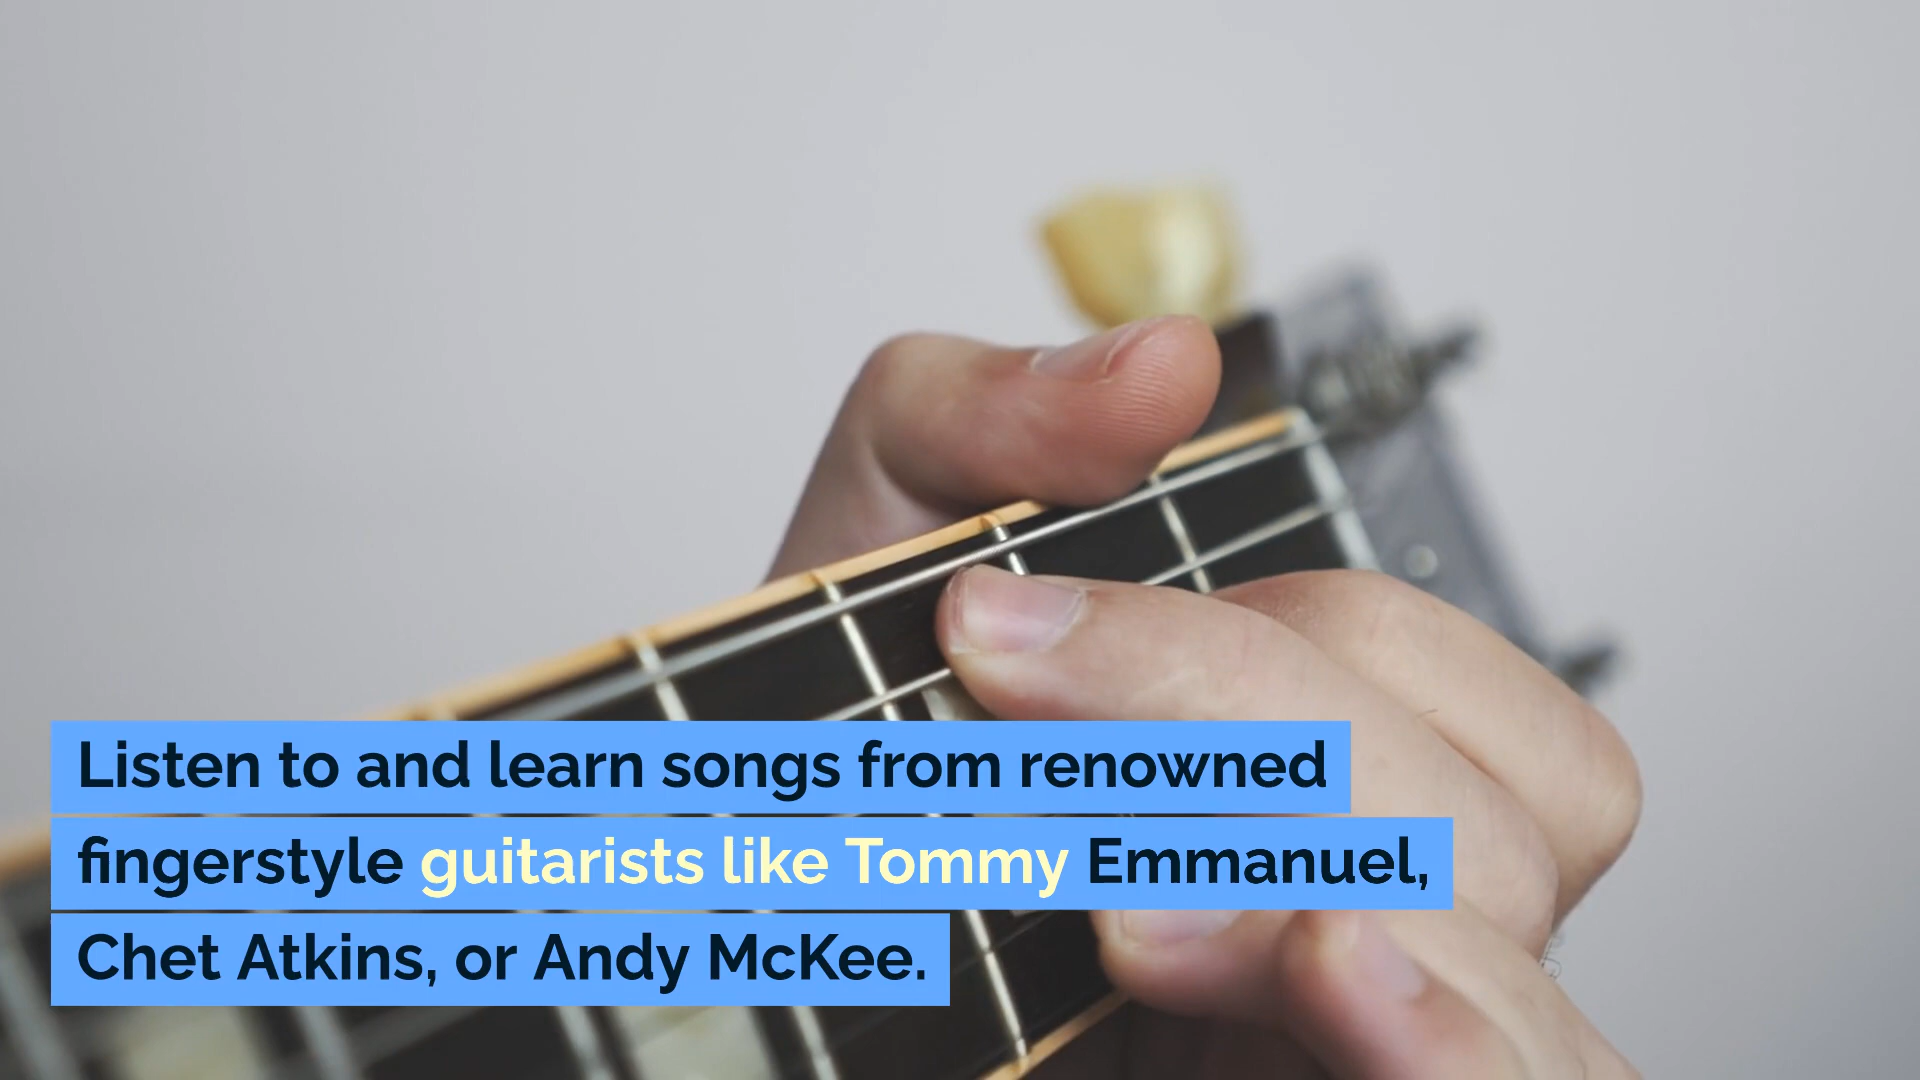 Listen to and learn songs from renowned
fingerstyle guitarists like Tommy Emmanuel,
Chet Atkins, or Andy McKee.